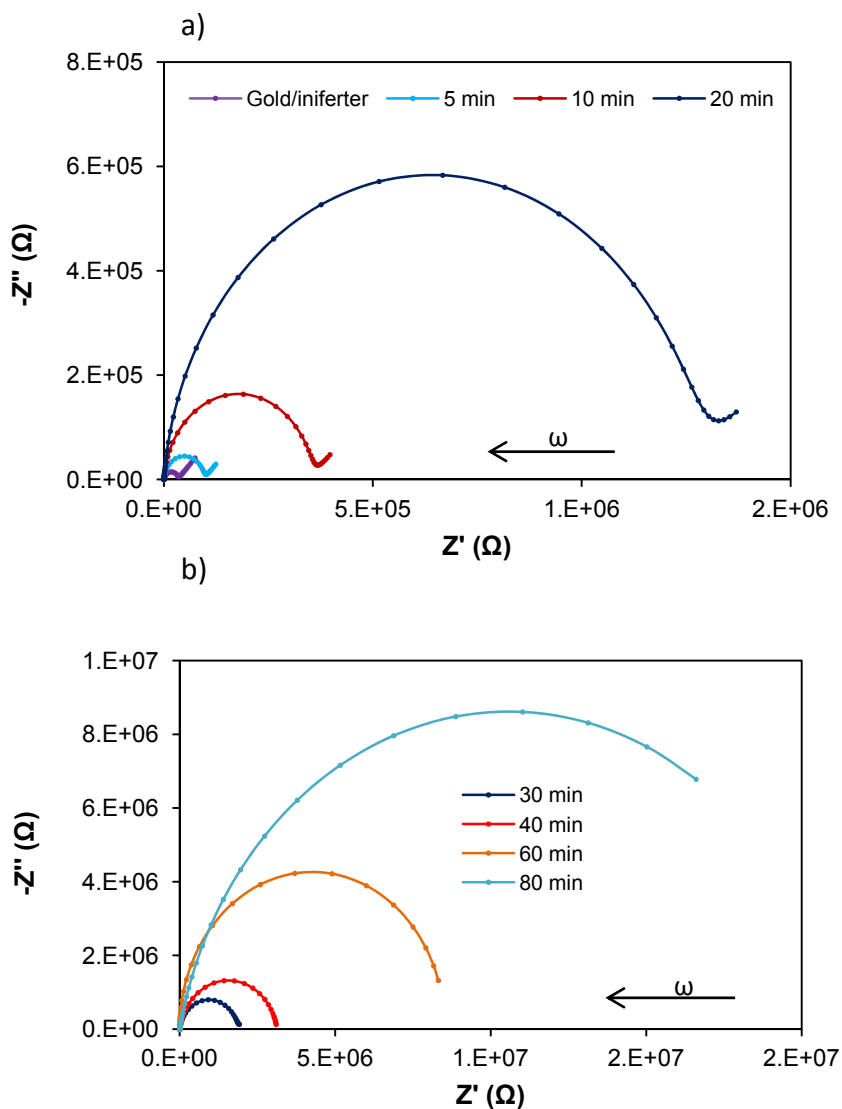 a)
8.E+05
Gold/iniferter 5 min 10 min 20 min
6.E+05
-Z" (Ω)
4.E+05
2.E+05
ω
0.E+00
0.E+00 5.E+05 1.E+06 2.E+06
Z' (Ω)
b)
1.E+07
8.E+06
6.E+06
-Z" (Ω)
30 min
40 min
60 min
80 min
4.E+06
2.E+06
ω
0.E+00
0.E+00 5.E+06 1.E+07 2.E+07 2.E+07
Z' (Ω)